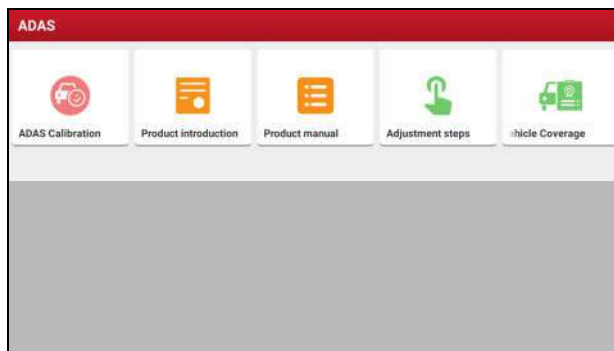 ADAS
ADAS Calibration
Product introduction
Product manual
Adjustment steps
hicle Coverage